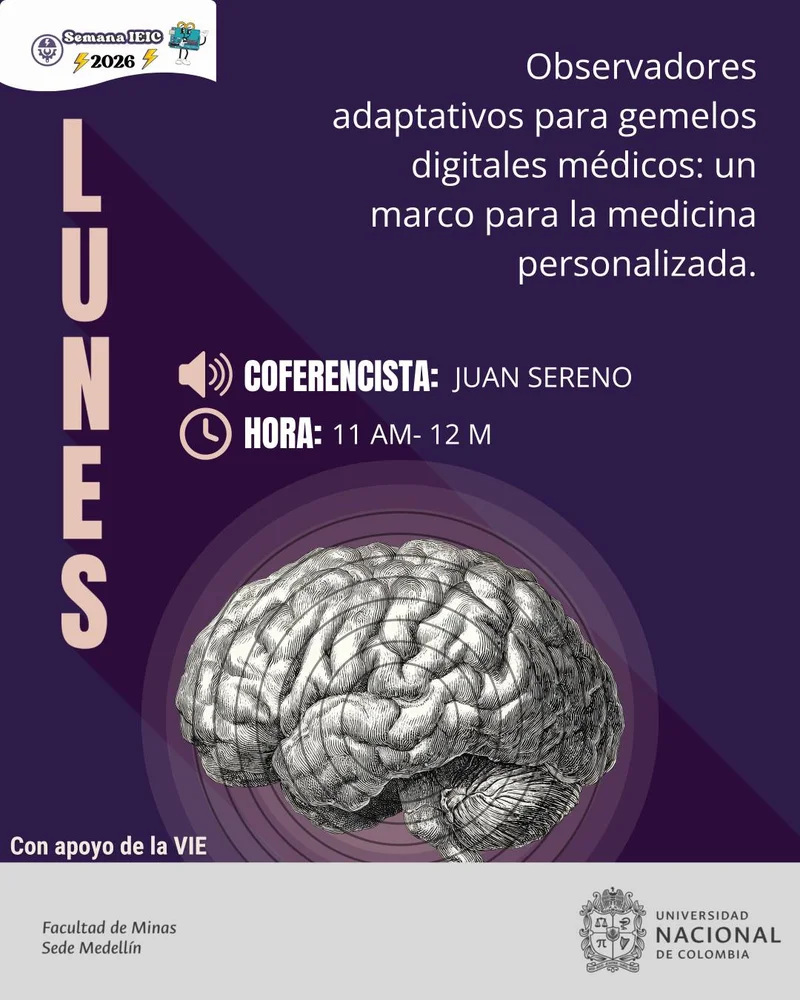 Semana IEIC
2026
Observadores
adaptativos para gemelos
digitales médicos: un
marco para la medicina
personalizada.
LUNES
COFERENCISTA: JUAN SERENO
HORA: 11 AM- 12 M
Con apoyo de la VIE
Facultad de Minas
Sede Medellín
UNIVERSIDAD
NACIONAL
DE COLOMBIA